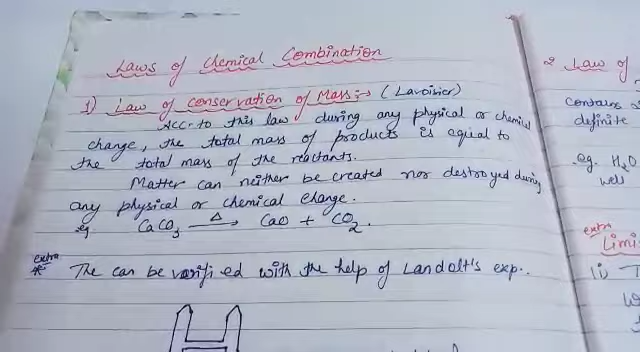 Laws of Chemical Combination
1) Law of conservation of Mass :→ (Lavoisier)
Acc. to this law during any physical or chemical
change, the total mass of products is eqial to
the total mass of the reactants.
Matter can neither be created nor destroyed during
any physical or chemical change.
eg CaCO3 —Δ→ CaO + CO2.
extra
* The can be varified with the help of Landolt's exp..
2 Law of
contains
definite
eg. H2O
well
extra
Limi
1i) T
W